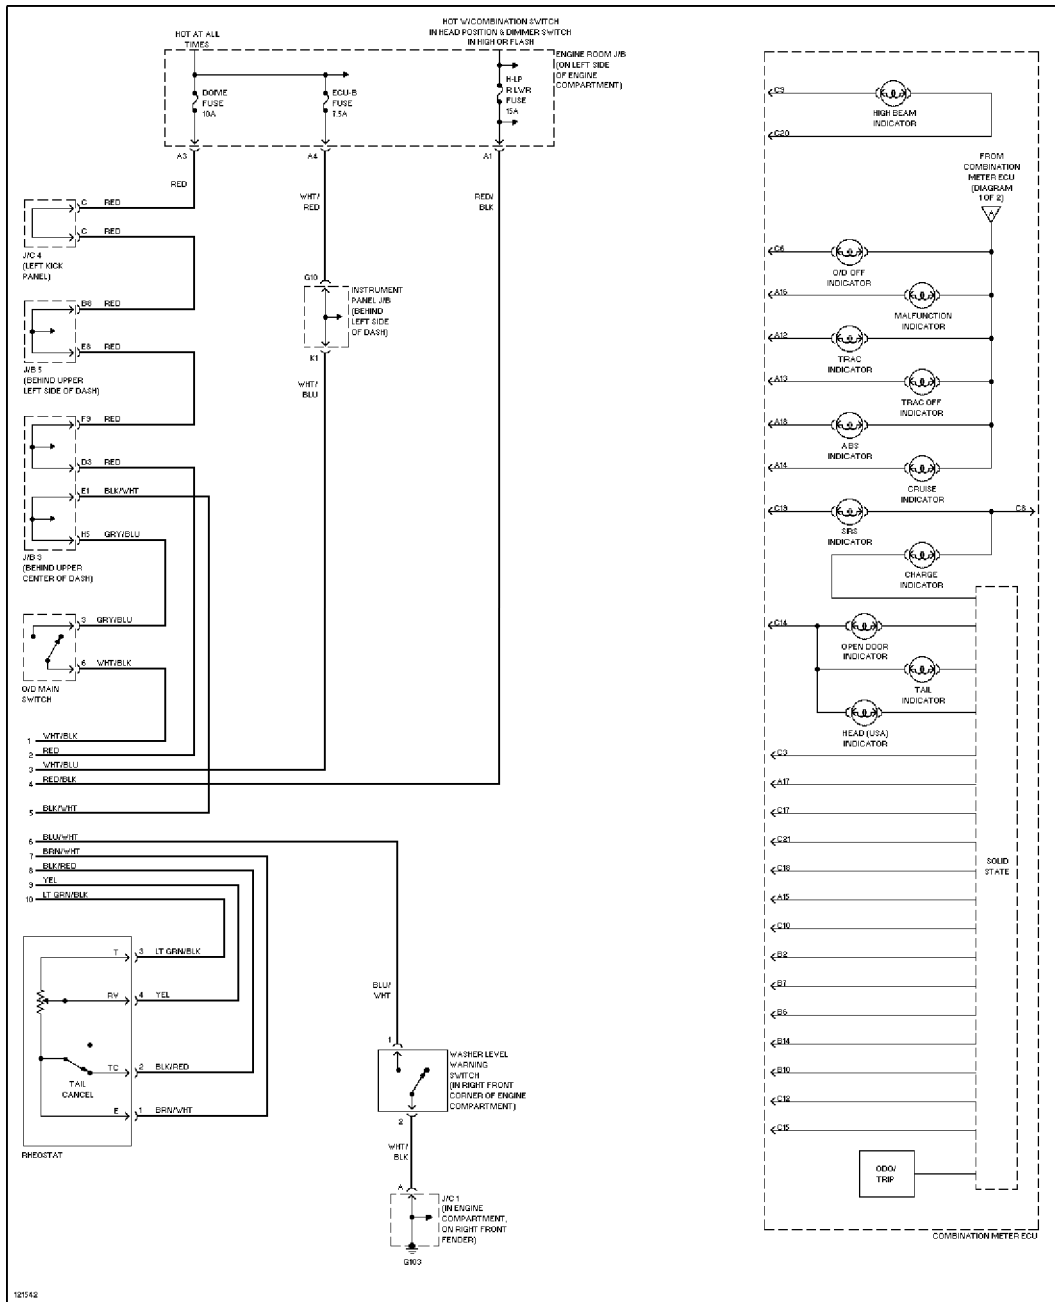 HOT AT ALL
TIMES
HOT W/COMBINATION SWITCH
IN HEAD POSITION & DIMMER SWITCH
IN HIGH OR FLASH
DOME
FUSE
10A
ECU-B
FUSE
7.5A
H-LP
R LWR
FUSE
15A
ENGINE ROOM J/B
(ON LEFT SIDE
OF ENGINE
COMPARTMENT)
A3
A4
A1
RED
WHT/
RED
RED/
BLK
C RED
C RED
J/C 4
(LEFT KICK
PANEL)
B8 RED
E8 RED
J/B 5
(BEHIND UPPER
LEFT SIDE OF DASH)
G10
INSTRUMENT
PANEL J/B
(BEHIND
LEFT SIDE
OF DASH)
K1
WHT/
BLU
F9 RED
D3 RED
E1 BLK/WHT
H5 GRY/BLU
J/B 3
(BEHIND UPPER
CENTER OF DASH)
3 GRY/BLU
6 WHT/BLK
O/D MAIN
SWITCH
1 WHT/BLK
2 RED
3 WHT/BLU
4 RED/BLK
5 BLK/WHT
6 BLU/WHT
7 BRN/WHT
8 BLK/RED
9 YEL
10 LT GRN/BLK
T 3 LT GRN/BLK
RV 4 YEL
TC 2 BLK/RED
TAIL
CANCEL
E 1 BRN/WHT
RHEOSTAT
BLU/
WHT
1
WASHER LEVEL
WARNING
SWITCH
(IN RIGHT FRONT
CORNER OF ENGINE
COMPARTMENT)
2
WHT/
BLK
A
J/C 1
(IN ENGINE
COMPARTMENT,
ON RIGHT FRONT
FENDER)
G103
C9
HIGH BEAM
INDICATOR
C20
FROM
COMBINATION
METER ECU
(DIAGRAM
1 OF 2)
A
C6
O/D OFF
INDICATOR
A16
MALFUNCTION
INDICATOR
A12
TRAC
INDICATOR
A13
TRAC OFF
INDICATOR
A18
ABS
INDICATOR
A14
CRUISE
INDICATOR
C19
SRS
INDICATOR
C8
CHARGE
INDICATOR
C14
OPEN DOOR
INDICATOR
TAIL
INDICATOR
HEAD (USA)
INDICATOR
C3
A17
C17
C21
C18
A15
C10
B2
B7
B6
B14
B10
C12
C15
SOLID
STATE
ODO/
TRIP
COMBINATION METER ECU
121542